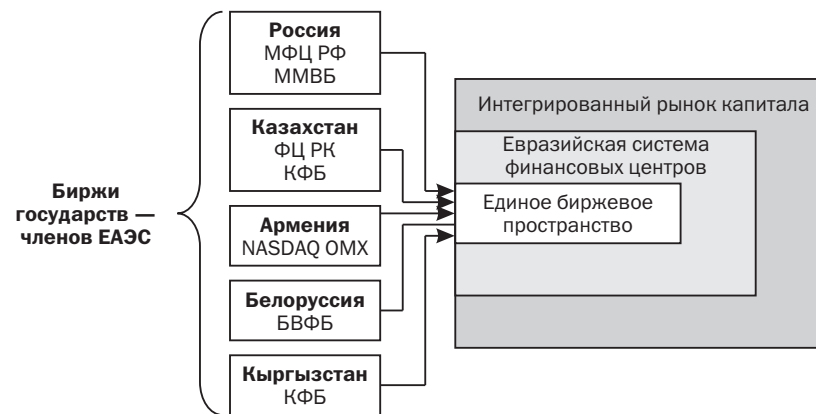 Биржи
государств —
членов ЕАЭС
Россия
МФЦ РФ
ММВБ
Казахстан
ФЦ РК
КФБ
Армения
NASDAQ OMX
Белоруссия
БВФБ
Кыргызстан
КФБ
Интегрированный рынок капитала
Евразийская система
финансовых центров
Единое биржевое
пространство